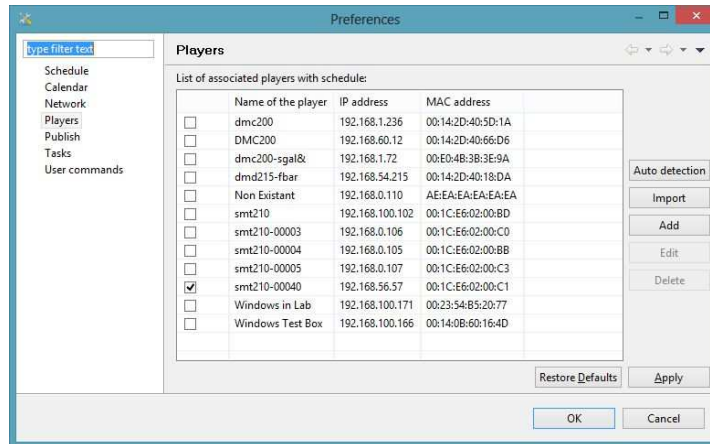 Preferences
type filter text
Schedule
Calendar
Network
Players
Publish
Tasks
User commands
Players
List of associated players with schedule:
Name of the player IP address MAC address
dmc200 192.168.1.236 00:14:2D:40:5D:1A
DMC200 192.168.60.12 00:14:2D:40:66:D6
dmc200-sgal& 192.168.1.72 00:E0:4B:3B:3E:9A
dmd215-fbar 192.168.54.215 00:14:2D:40:18:DA
Non Existant 192.168.0.110 AE:EA:EA:EA:EA:EA
smt210 192.168.100.102 00:1C:E6:02:00:BD
smt210-00003 192.168.0.106 00:1C:E6:02:00:C0
smt210-00004 192.168.0.105 00:1C:E6:02:00:BB
smt210-00005 192.168.0.107 00:1C:E6:02:00:C3
smt210-00040 192.168.56.57 00:1C:E6:02:00:C1
Windows in Lab 192.168.100.171 00:23:54:B5:20:77
Windows Test Box 192.168.100.166 00:14:0B:60:16:4D
Auto detection
Import
Add
Edit
Delete
Restore Defaults
Apply
OK
Cancel